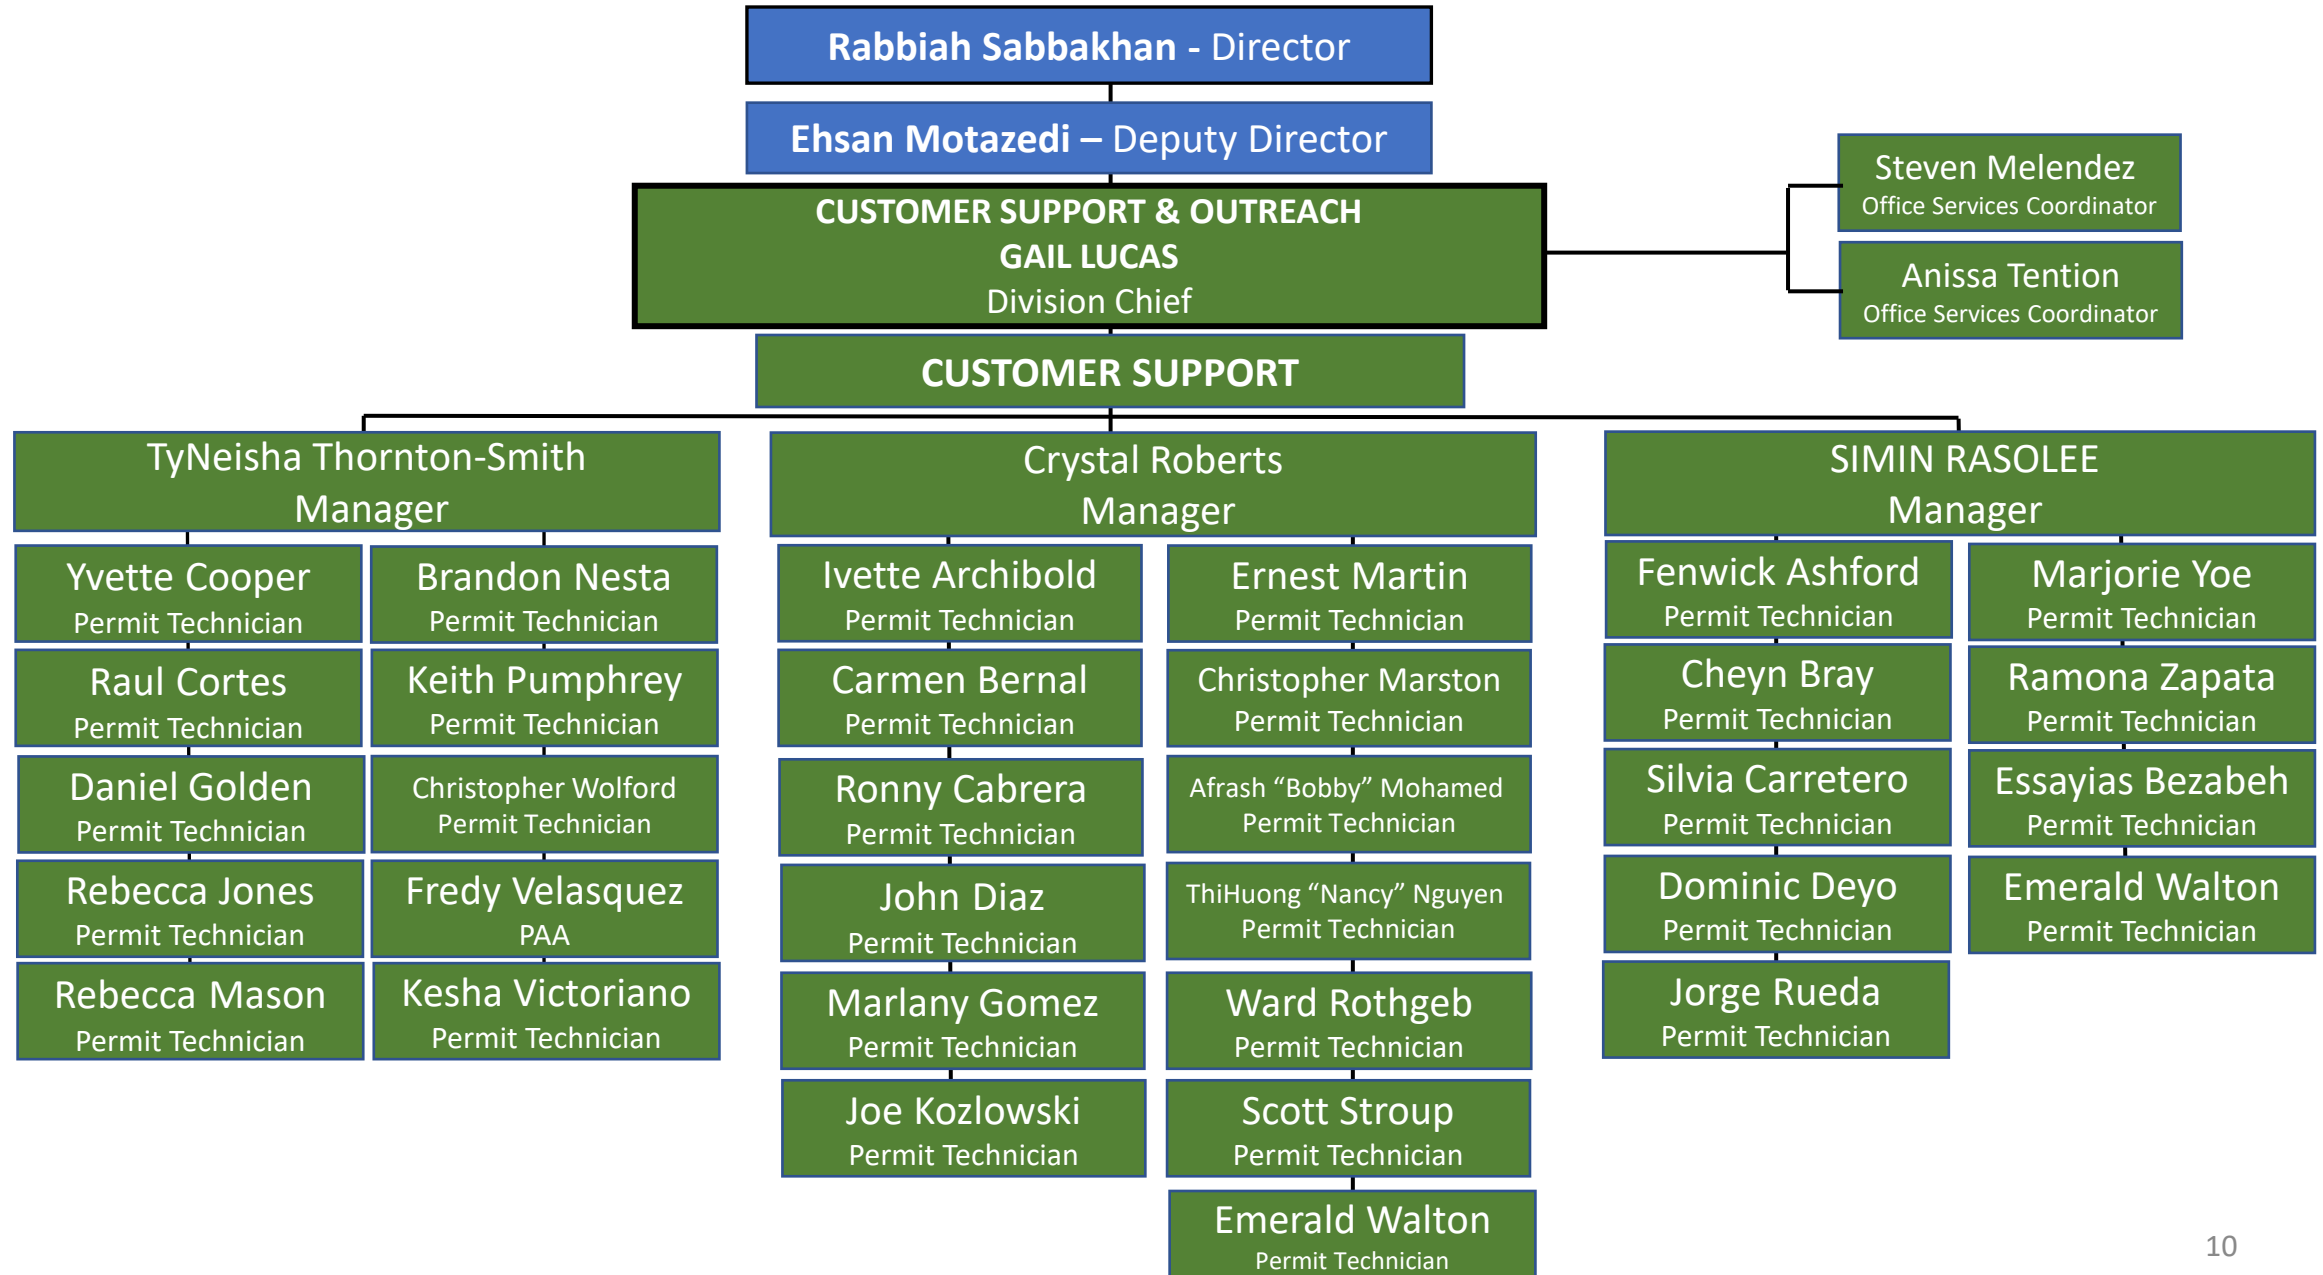 Rabbiah Sabbakhan - Director
Ehsan Motazedi – Deputy Director
CUSTOMER SUPPORT & OUTREACH
GAIL LUCAS
Division Chief
Steven Melendez
Office Services Coordinator
Anissa Tention
Office Services Coordinator
CUSTOMER SUPPORT
TyNeisha Thornton-Smith
Manager
Yvette Cooper
Permit Technician
Raul Cortes
Permit Technician
Daniel Golden
Permit Technician
Rebecca Jones
Permit Technician
Rebecca Mason
Permit Technician
Brandon Nesta
Permit Technician
Keith Pumphrey
Permit Technician
Christopher Wolford
Permit Technician
Fredy Velasquez
PAA
Kesha Victoriano
Permit Technician
Crystal Roberts
Manager
Ivette Archibold
Permit Technician
Carmen Bernal
Permit Technician
Ronny Cabrera
Permit Technician
John Diaz
Permit Technician
Marlany Gomez
Permit Technician
Joe Kozlowski
Permit Technician
Ernest Martin
Permit Technician
Christopher Marston
Permit Technician
Afrash “Bobby” Mohamed
Permit Technician
ThiHuong “Nancy” Nguyen
Permit Technician
Ward Rothgeb
Permit Technician
Scott Stroup
Permit Technician
Emerald Walton
Permit Technician
SIMIN RASOLEE
Manager
Fenwick Ashford
Permit Technician
Cheyn Bray
Permit Technician
Silvia Carretero
Permit Technician
Dominic Deyo
Permit Technician
Jorge Rueda
Permit Technician
Marjorie Yoe
Permit Technician
Ramona Zapata
Permit Technician
Essayias Bezabeh
Permit Technician
Emerald Walton
Permit Technician
10